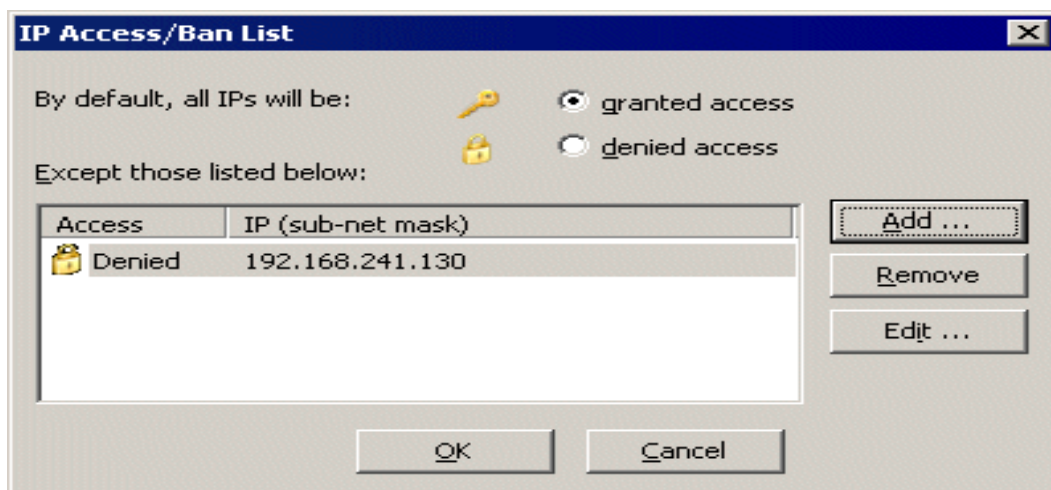 IP Access/Ban List
By default, all IPs will be:
granted access
denied access
Except those listed below:
Access IP (sub-net mask)
Denied 192.168.241.130
Add ...
Remove
Edit ...
OK Cancel